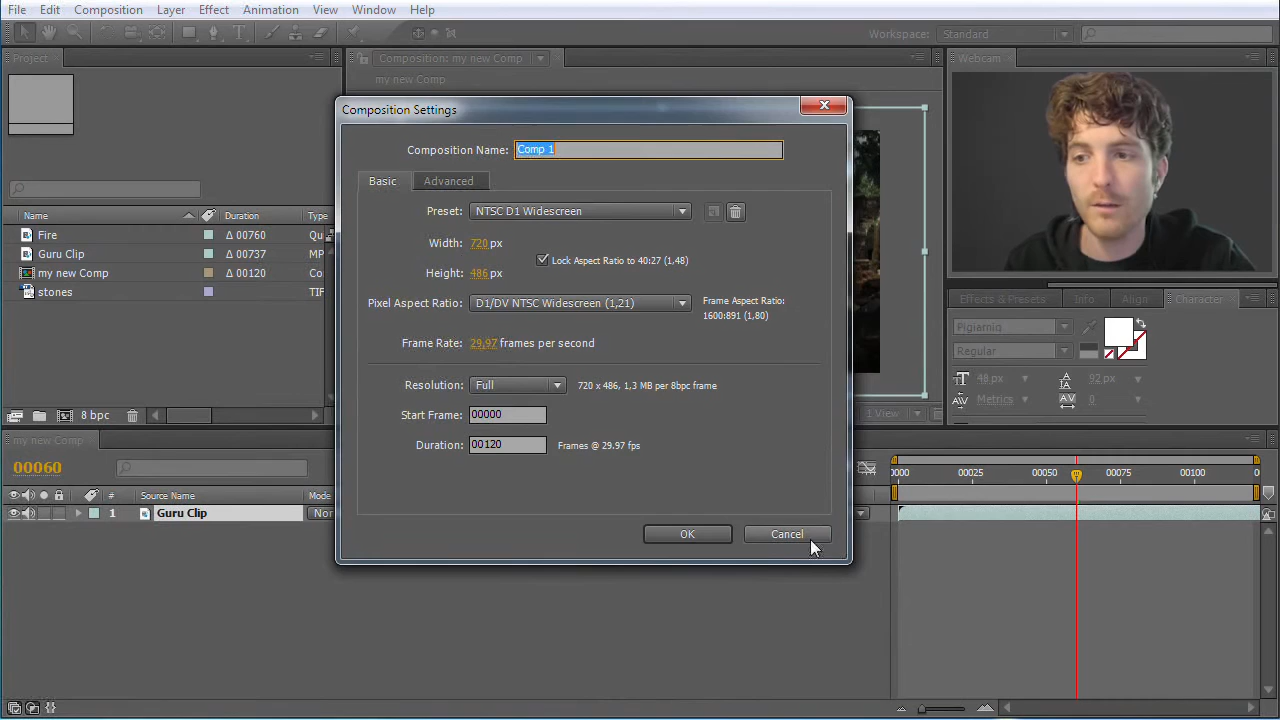 File Edit Composition Layer Effect Animation View Window Help
Workspace: Standard
Project
Composition: my new Comp
my new Comp
Webcam
Composition Settings
Composition Name: Comp 1
Basic Advanced
Preset: NTSC D1 Widescreen
Width: 720 px
Lock Aspect Ratio to 40:27 (1,48)
Height: 486 px
Pixel Aspect Ratio: D1/DV NTSC Widescreen (1,21)
Frame Aspect Ratio:
1600:891 (1,80)
Frame Rate: 29,97 frames per second
Resolution: Full 720 x 486, 1,3 MB per 8bpc frame
Start Frame: 00000
Duration: 00120 Frames @ 29.97 fps
OK Cancel
Name Duration Type
Fire Δ 00760 Qu
Guru Clip Δ 00737 MP
my new Comp Δ 00120 Co
stones TIF
8 bpc
Effects & Presets Info Align Character
Pigiarniq
Regular
48 px 92 px
Metrics 0
1 View
my new Comp
00060
# Source Name Mode
1 Guru Clip Nor
0000 00025 00050 00075 00100 0